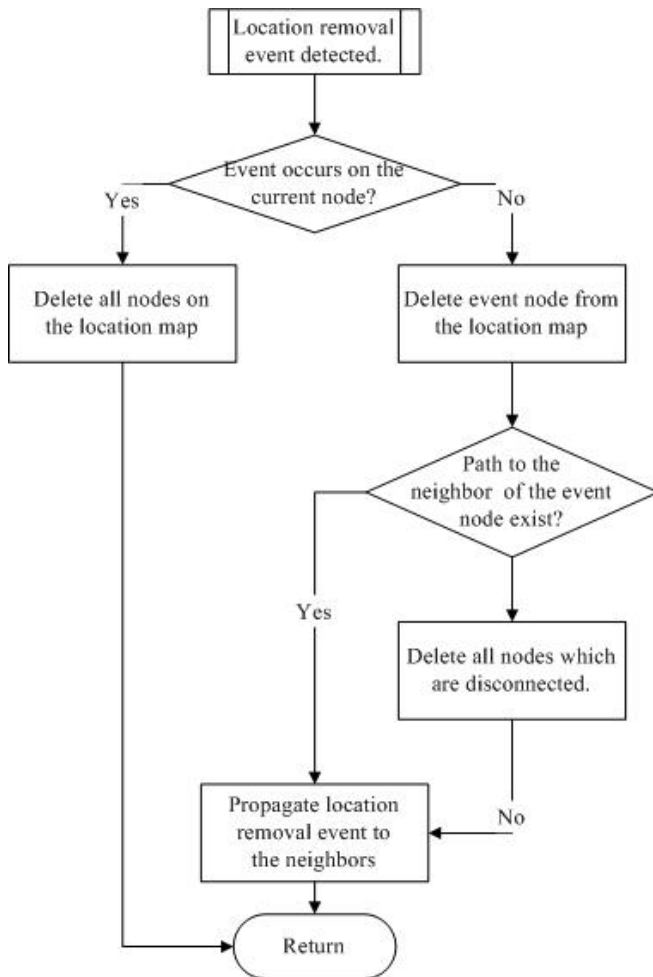 Location removal
event detected.
Event occurs on the
current node?
Yes
No
Delete all nodes on
the location map
Delete event node from
the location map
Path to the
neighbor of the event
node exist?
Yes
Delete all nodes which
are disconnected.
No
Propagate location
removal event to
the neighbors
Return